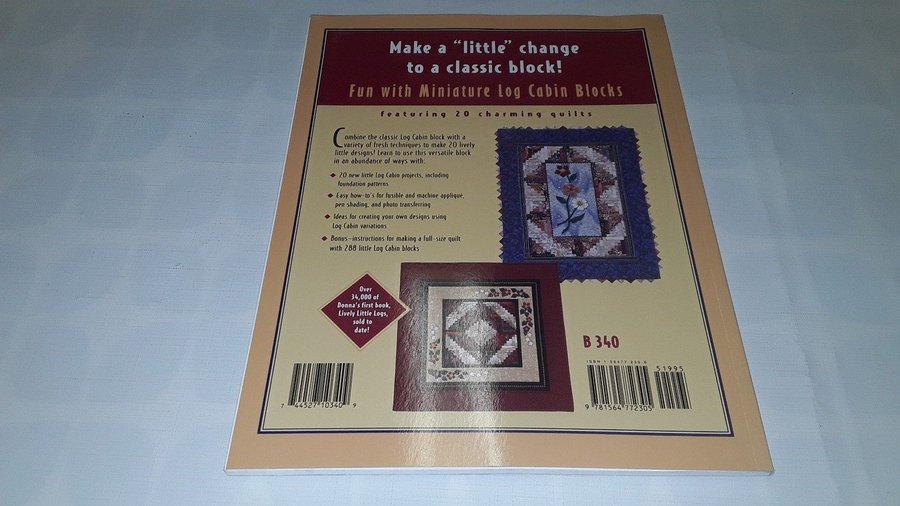 Make a “little” change
to a classic block!
Fun with Miniature Log Cabin Blocks
featuring 20 charming quilts
Combine the classic Log Cabin block with a
variety of fresh techniques to make 20 lively
little designs! Learn to use this versatile block
in an abundance of ways with:
◆ 20 new little Log Cabin projects, including
foundation patterns
◆ Easy how-to's for fusible and machine appliqué,
pen shading, and photo transferring
◆ Ideas for creating your own designs using
Log Cabin variations
◆ Bonus-instructions for making a full-size quilt
with 288 little Log Cabin blocks
Over
34,000 of
Donna's first book,
Lively Little Logs,
sold to
date!
B 340
ISBN 1-56477-230-5
51995
7 44527 10340 9
9 781564 772305